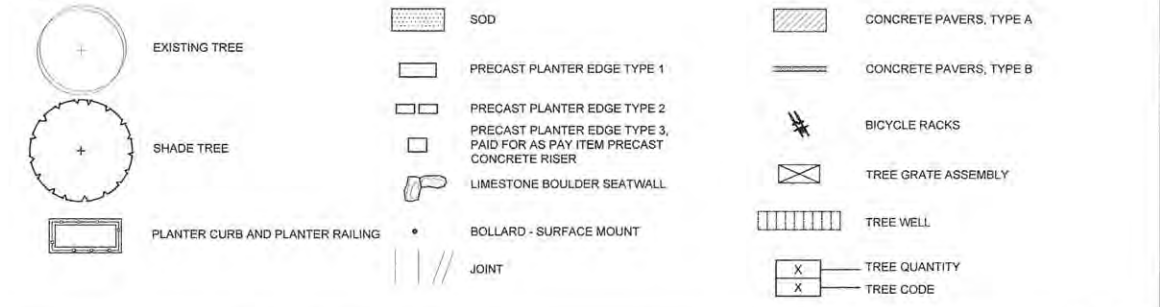 EXISTING TREE
SHADE TREE
PLANTER CURB AND PLANTER RAILING
SOD
PRECAST PLANTER EDGE TYPE 1
PRECAST PLANTER EDGE TYPE 2
PRECAST PLANTER EDGE TYPE 3,
PAID FOR AS PAY ITEM PRECAST
CONCRETE RISER
LIMESTONE BOULDER SEATWALL
BOLLARD - SURFACE MOUNT
JOINT
CONCRETE PAVERS, TYPE A
CONCRETE PAVERS, TYPE B
BICYCLE RACKS
TREE GRATE ASSEMBLY
TREE WELL
X TREE QUANTITY
X TREE CODE